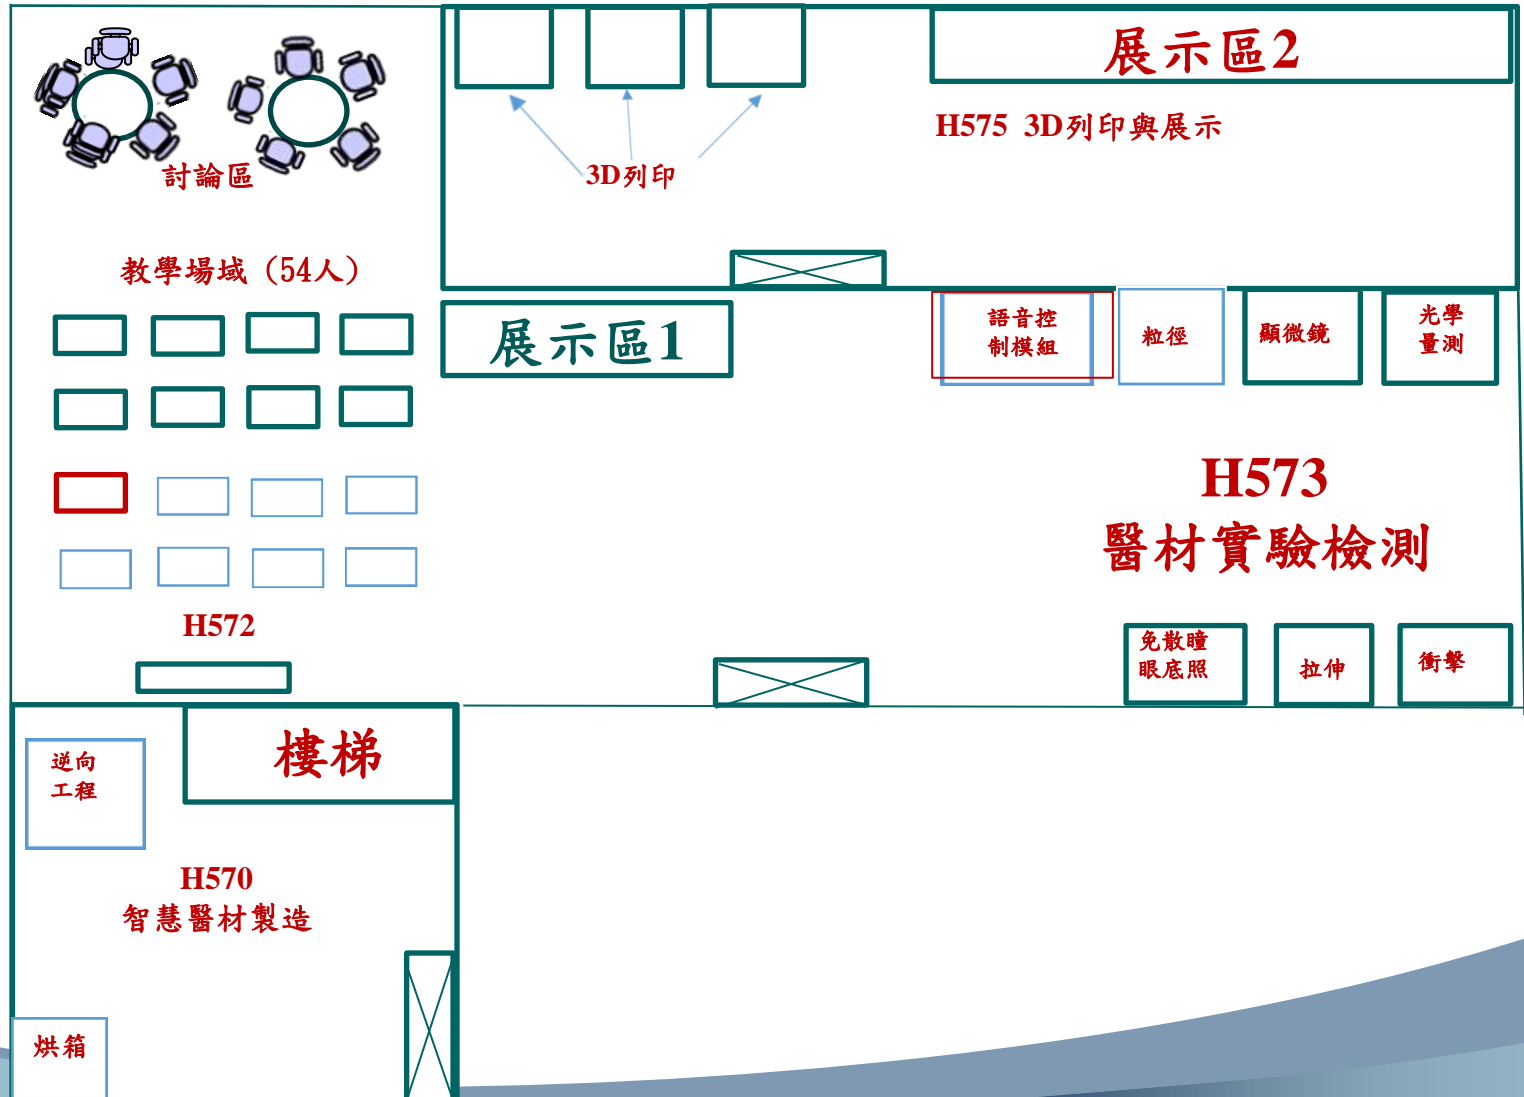 展示區2
H575 3D列印與展示
3D列印
討論區
教學場域 (54人)
展示區1
語音控
制模組
粒徑
顯微鏡
光學
量測
H573
醫材實驗檢測
H572
免散瞳
眼底照
拉伸
衝擊
樓梯
逆向
工程
H570
智慧醫材製造
烘箱